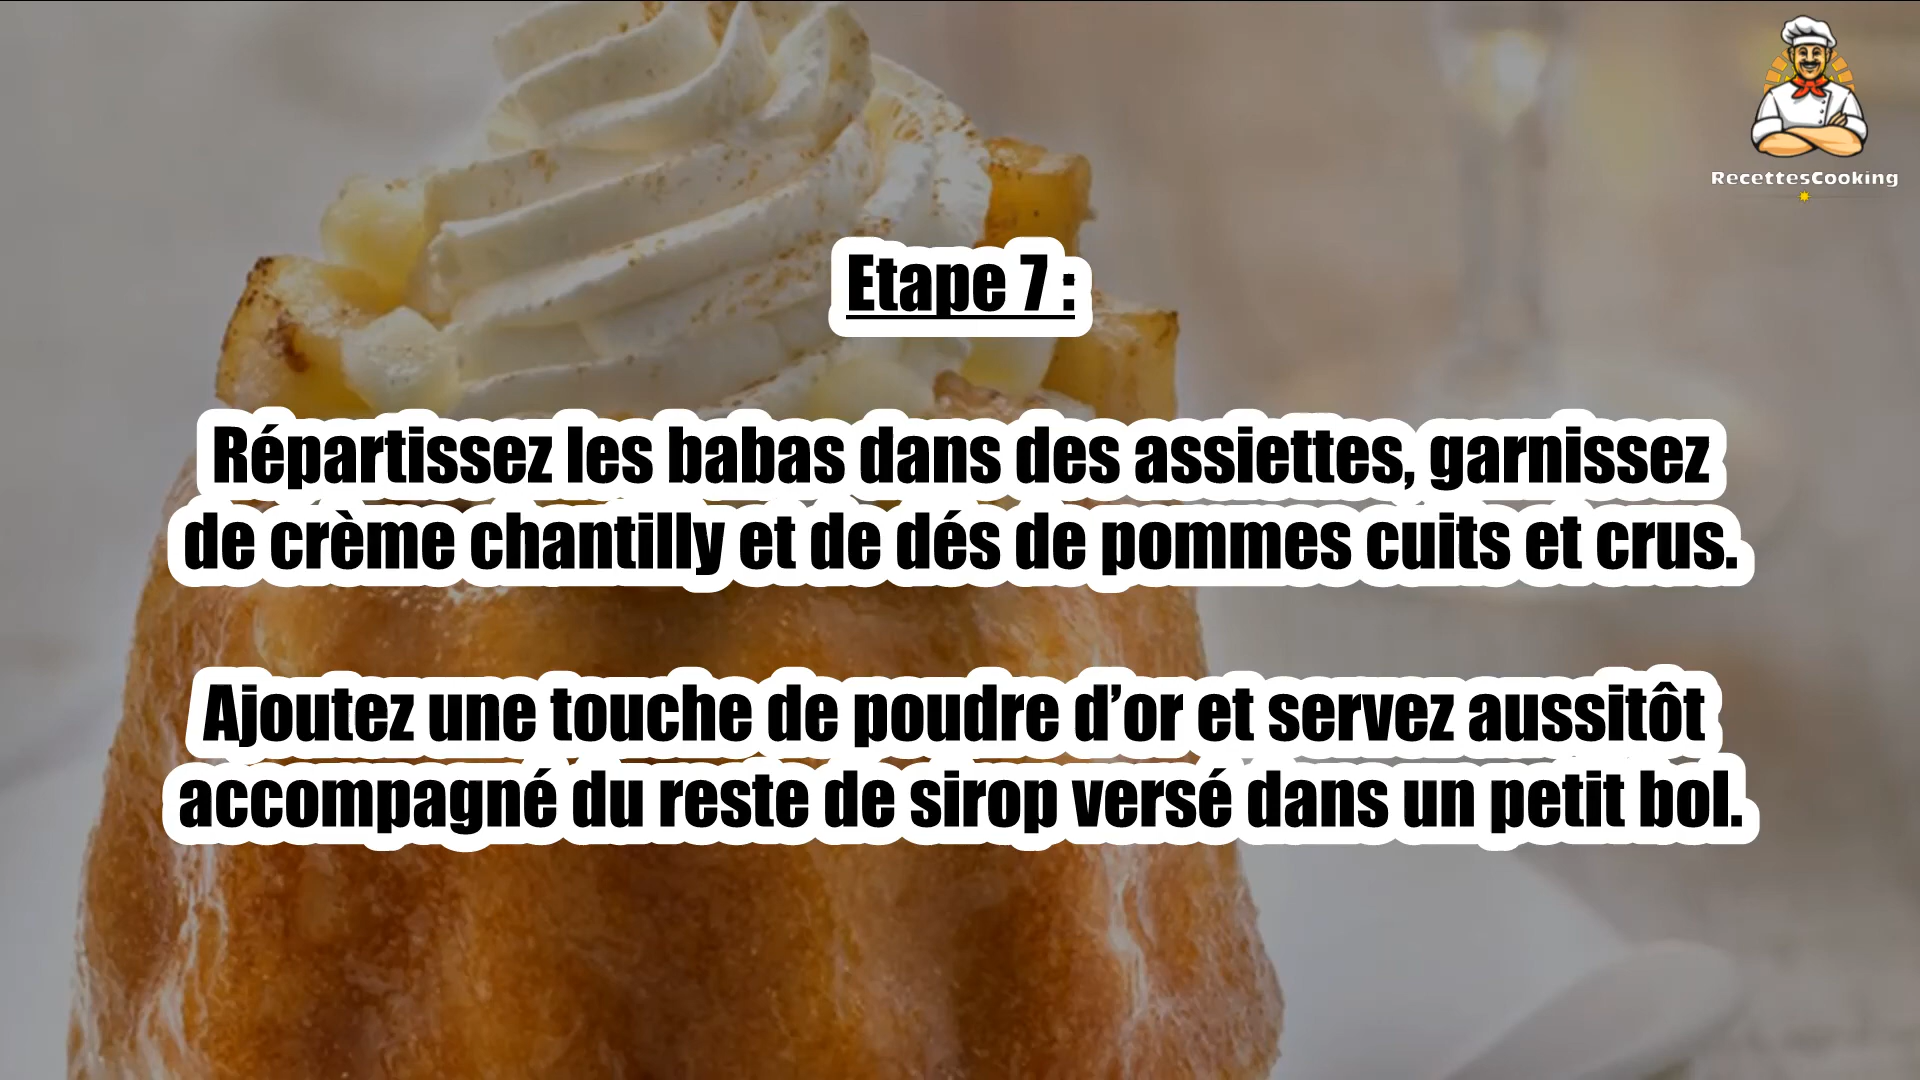 RecettesCooking
Etape 7 :
Répartissez les babas dans des assiettes, garnissez
de crème chantilly et de dés de pommes cuits et crus.
Ajoutez une touche de poudre d’or et servez aussitôt
accompagné du reste de sirop versé dans un petit bol.